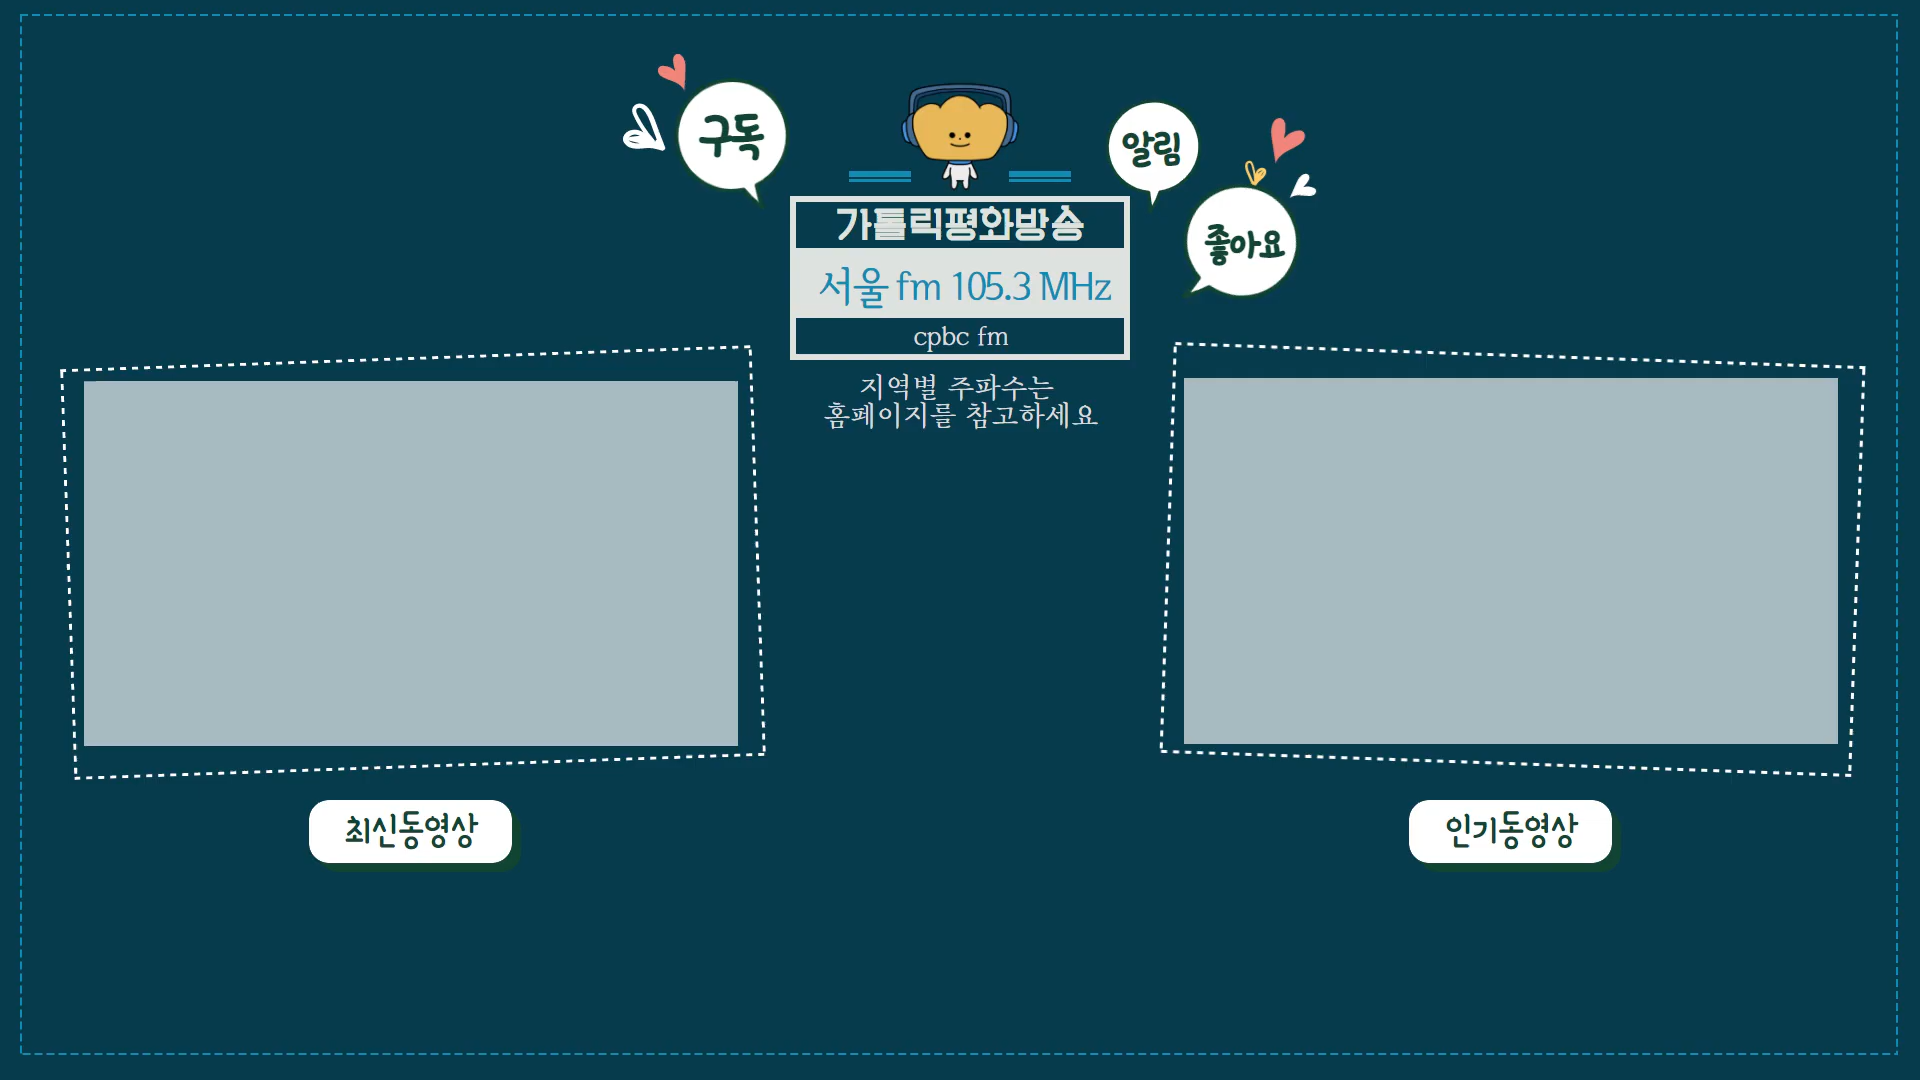 구독
알림
좋아요
가톨릭평화방송
서울 fm 105.3 MHz
cpbc fm
지역별 주파수는
홈페이지를 참고하세요
최신동영상
인기동영상